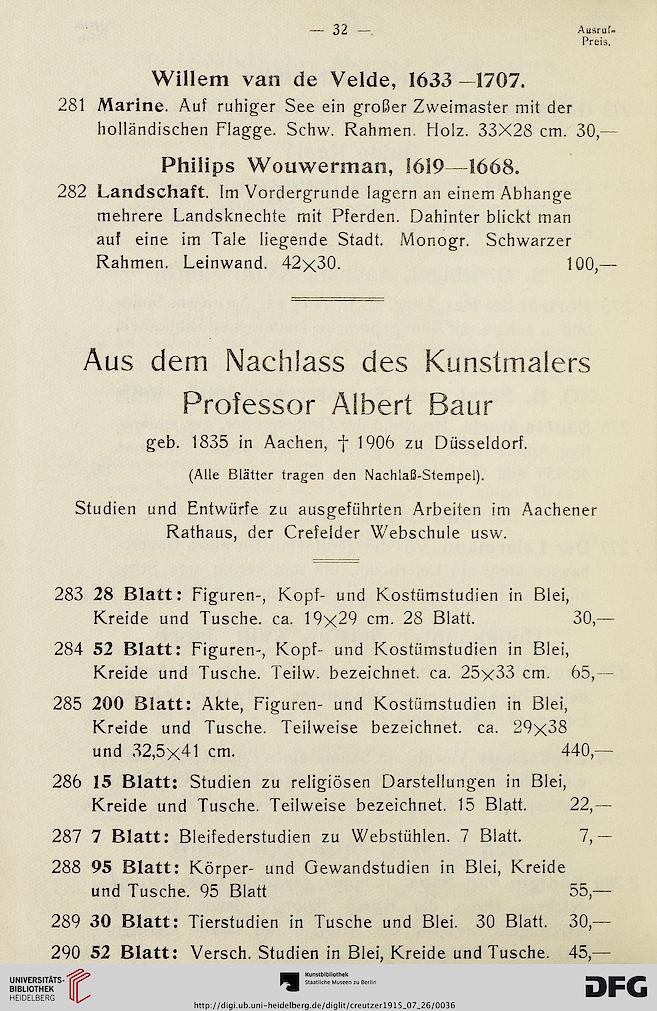 — 32 —
Ausruf-
Preis.
Willem van de Velde, 1633—1707.
281 Marine. Auf ruhiger See ein großer Zweimaster mit der
holländischen Flagge. Schw. Rahmen. Holz. 33X28 cm. 30,—
Philips Wouwerman, 1619—1668.
282 Landschaft. Im Vordergrunde lagern an einem Abhange
mehrere Landsknechte mit Pferden. Dahinter blickt man
auf eine im Tale liegende Stadt. Monogr. Schwarzer
Rahmen. Leinwand. 42×30. 100,—
Aus dem Nachlass des Kunstmalers
Professor Albert Baur
geb. 1835 in Aachen, † 1906 zu Düsseldorf.
(Alle Blätter tragen den Nachlaß-Stempel).
Studien und Entwürfe zu ausgeführten Arbeiten im Aachener
Rathaus, der Crefelder Webschule usw.
283 28 Blatt: Figuren-, Kopf- und Kostümstudien in Blei,
Kreide und Tusche. ca. 19×29 cm. 28 Blatt. 30,—
284 52 Blatt: Figuren-, Kopf- und Kostümstudien in Blei,
Kreide und Tusche. Teilw. bezeichnet. ca. 25×33 cm. 65,—
285 200 Blatt: Akte, Figuren- und Kostümstudien in Blei,
Kreide und Tusche. Teilweise bezeichnet. ca. 29×38
und 32,5×41 cm. 440,—
286 15 Blatt: Studien zu religiösen Darstellungen in Blei,
Kreide und Tusche. Teilweise bezeichnet. 15 Blatt. 22,—
287 7 Blatt: Bleifederstudien zu Webstühlen. 7 Blatt. 7,—
288 95 Blatt: Körper- und Gewandstudien in Blei, Kreide
und Tusche. 95 Blatt 55,—
289 30 Blatt: Tierstudien in Tusche und Blei. 30 Blatt. 30,—
290 52 Blatt: Versch. Studien in Blei, Kreide und Tusche. 45,—
UNIVERSITÄTS-
BIBLIOTHEK
HEIDELBERG
Kunstbibliothek
Staatliche Museen zu Berlin
DFG
http://digi.ub.uni-heidelberg.de/diglit/creutzer1915_07_26/0036